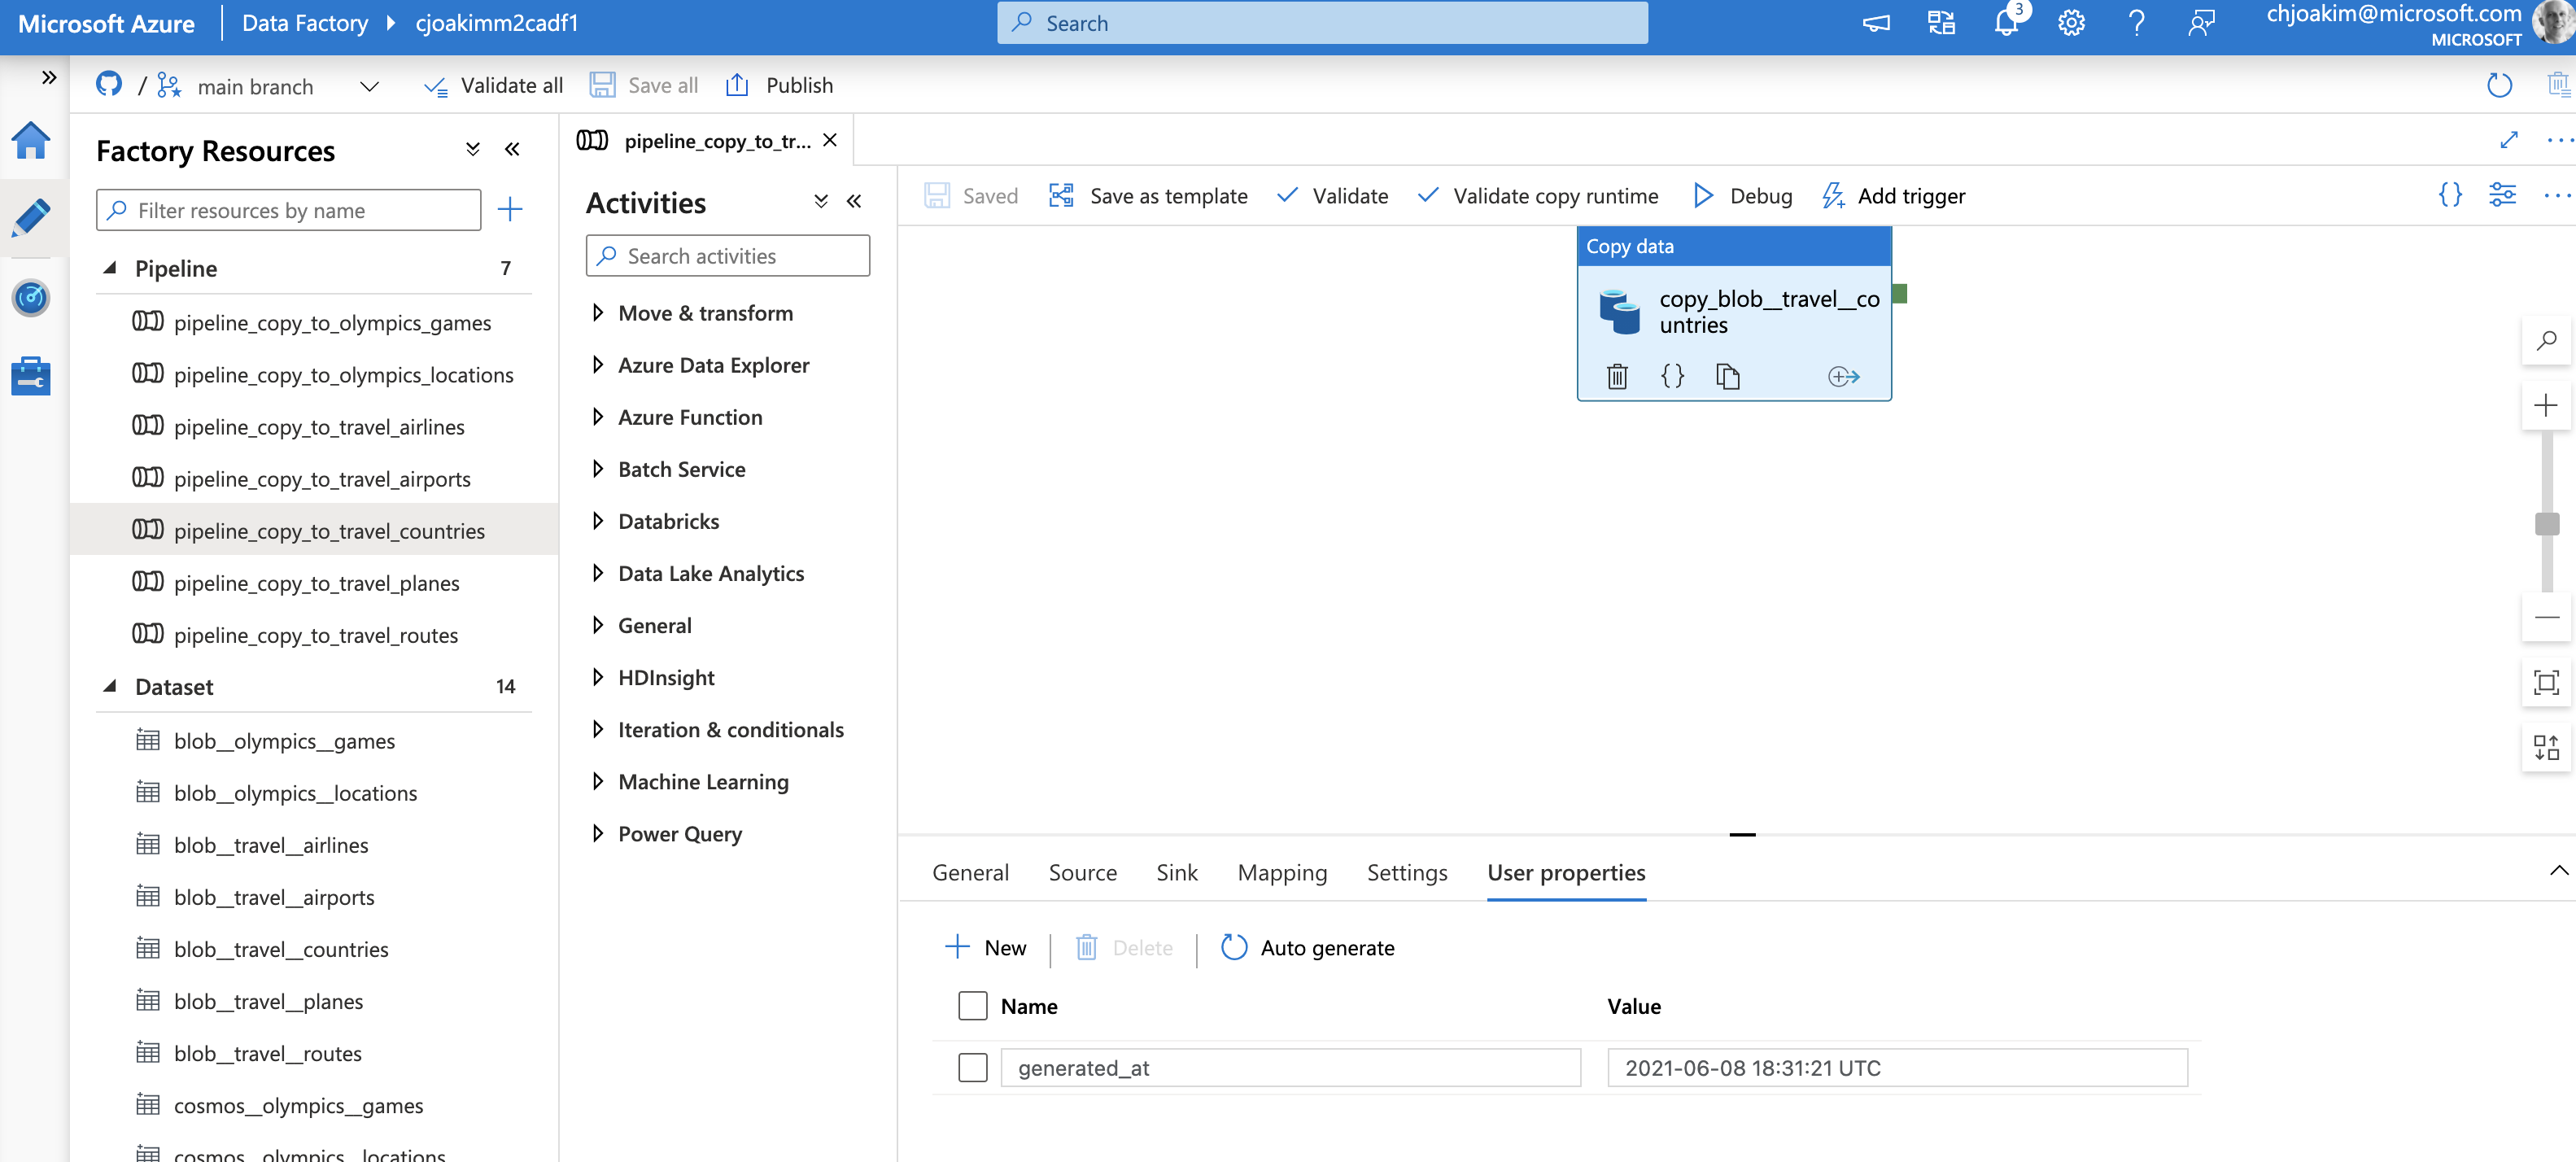 Microsoft Azure
Data Factory
cjoakimm2cadf1
Search
3
chjoakim@microsoft.com
MICROSOFT
/
main branch
Validate all
Save all
Publish
Factory Resources
Filter resources by name
Pipeline 7
pipeline_copy_to_olympics_games
pipeline_copy_to_olympics_locations
pipeline_copy_to_travel_airlines
pipeline_copy_to_travel_airports
pipeline_copy_to_travel_countries
pipeline_copy_to_travel_planes
pipeline_copy_to_travel_routes
Dataset 14
blob__olympics__games
blob__olympics__locations
blob__travel__airlines
blob__travel__airports
blob__travel__countries
blob__travel__planes
blob__travel__routes
cosmos__olympics__games
cosmos__olympics__locations
pipeline_copy_to_tr...
Activities
Search activities
Move & transform
Azure Data Explorer
Azure Function
Batch Service
Databricks
Data Lake Analytics
General
HDInsight
Iteration & conditionals
Machine Learning
Power Query
Saved
Save as template
Validate
Validate copy runtime
Debug
Add trigger
Copy data
copy_blob__travel__co
untries
General
Source
Sink
Mapping
Settings
User properties
New
Delete
Auto generate
Name
Value
generated_at
2021-06-08 18:31:21 UTC